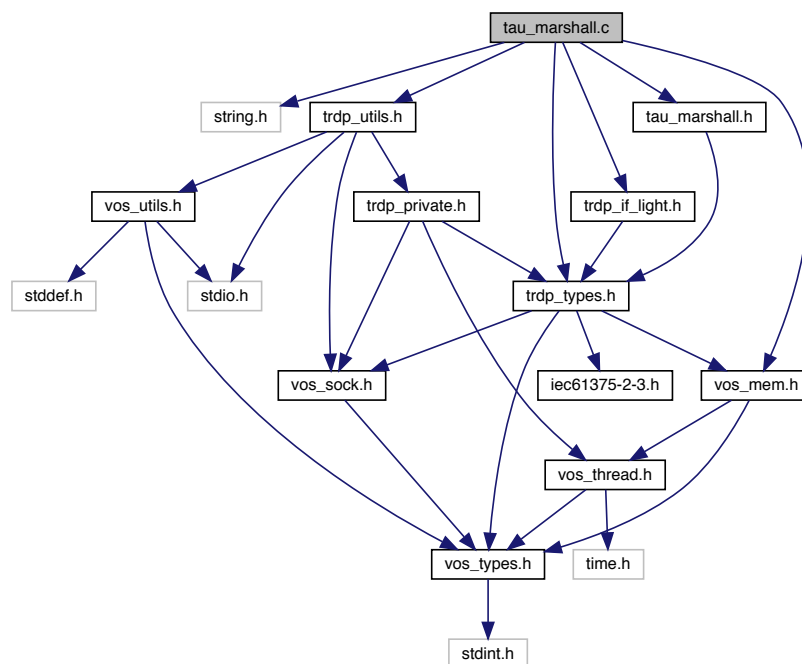 tau_marshall.c
string.h
trdp_utils.h
tau_marshall.h
vos_utils.h
trdp_private.h
trdp_if_light.h
stddef.h
stdio.h
trdp_types.h
vos_sock.h
iec61375-2-3.h
vos_mem.h
vos_thread.h
vos_types.h
time.h
stdint.h